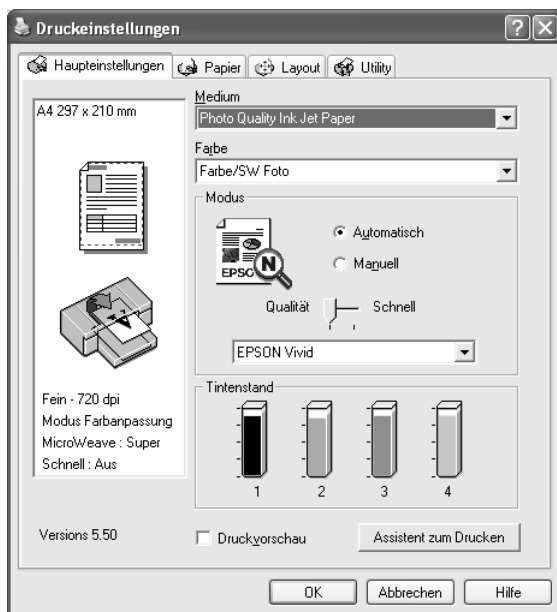 Druckeinstellungen
Haupteinstellungen Papier Layout Utility
A4 297 x 210 mm
Fein - 720 dpi
Modus Farbanpassung
MicroWeave : Super
Schnell : Aus
Versions 5.50
Medium
Photo Quality Ink Jet Paper
Farbe
Farbe/SW Foto
Modus
EPSO
N
Automatisch
Manuell
Qualität Schnell
EPSON Vivid
Tintenstand
1 2 3 4
Druckvorschau Assistent zum Drucken
OK Abbrechen Hilfe